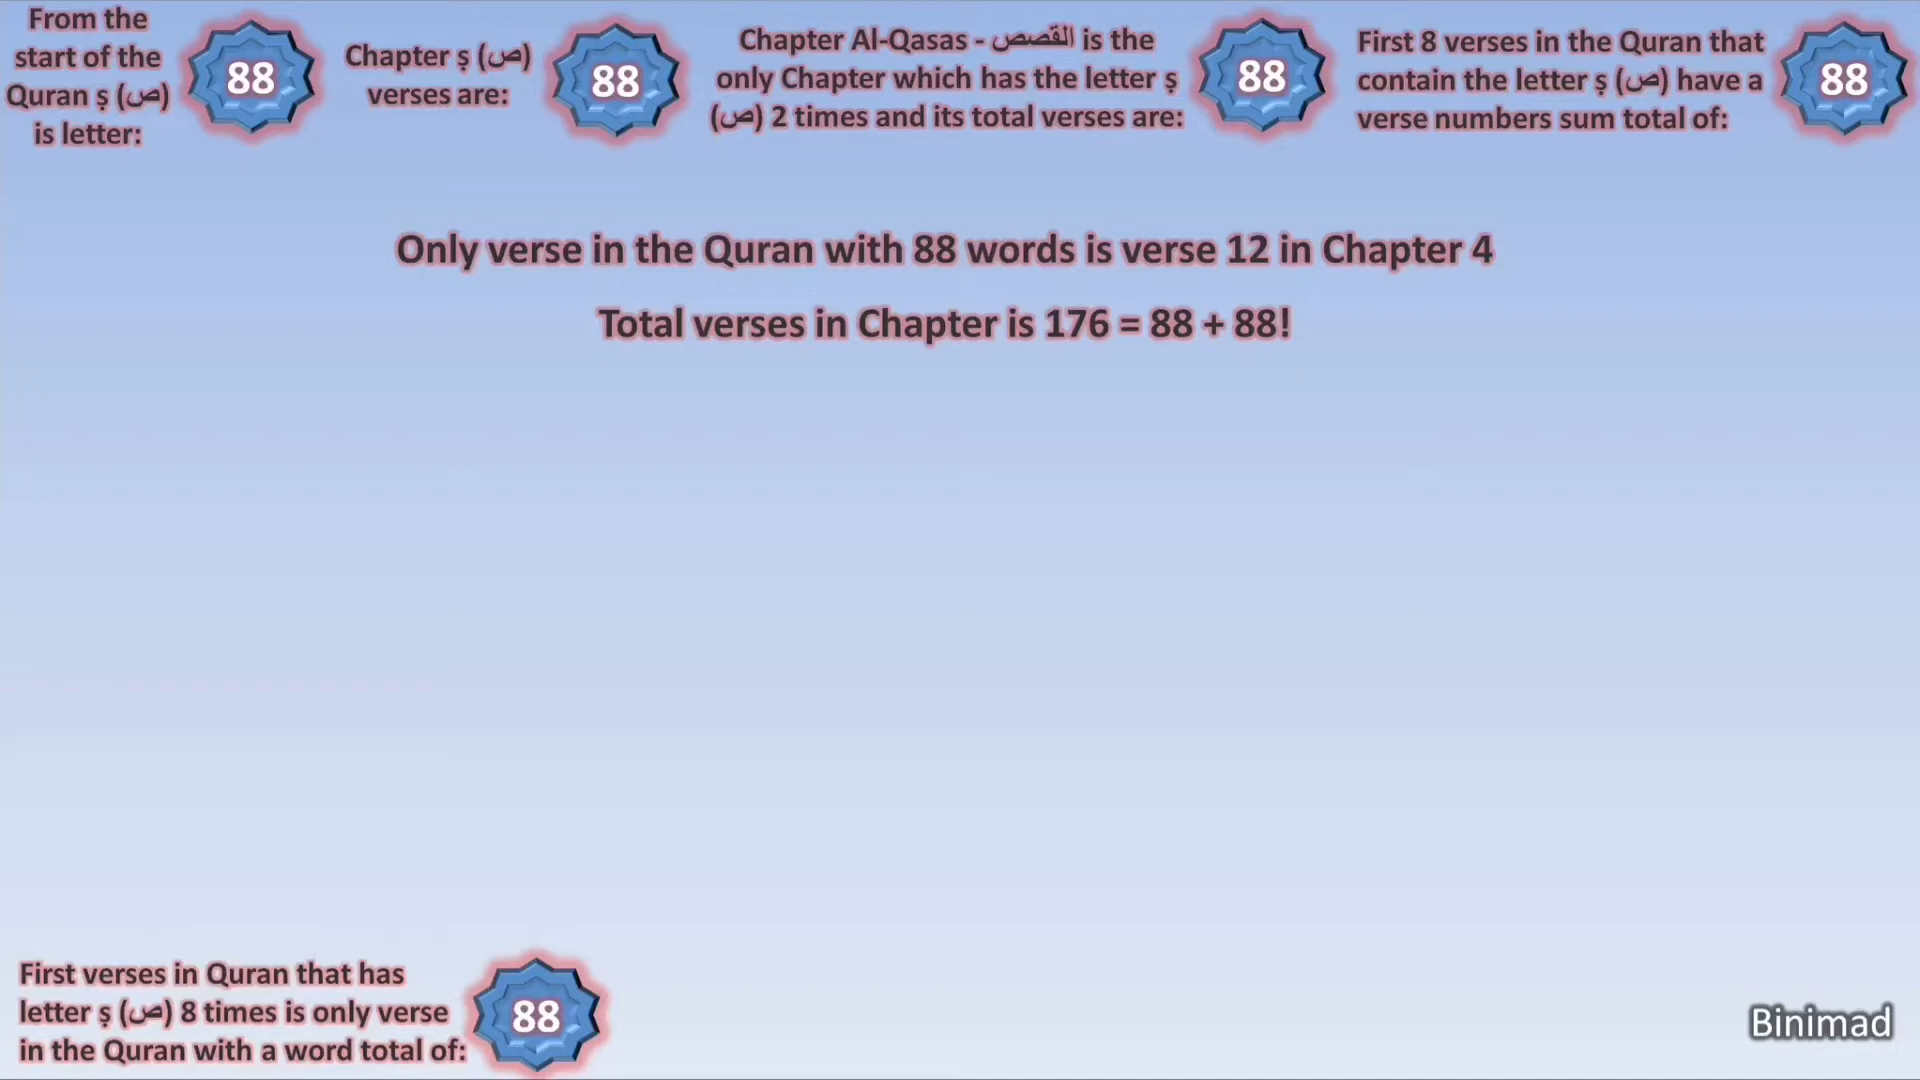 From the
start of the
Quran ṣ (ص)
is letter:
88
Chapter ṣ (ص)
verses are:
88
Chapter Al-Qasas - القصص is the
only Chapter which has the letter ṣ
(ص) 2 times and its total verses are:
88
First 8 verses in the Quran that
contain the letter ṣ (ص) have a
verse numbers sum total of:
88
Only verse in the Quran with 88 words is verse 12 in Chapter 4
Total verses in Chapter is 176 = 88 + 88!
First verses in Quran that has
letter ṣ (ص) 8 times is only verse
in the Quran with a word total of:
88
Binimad